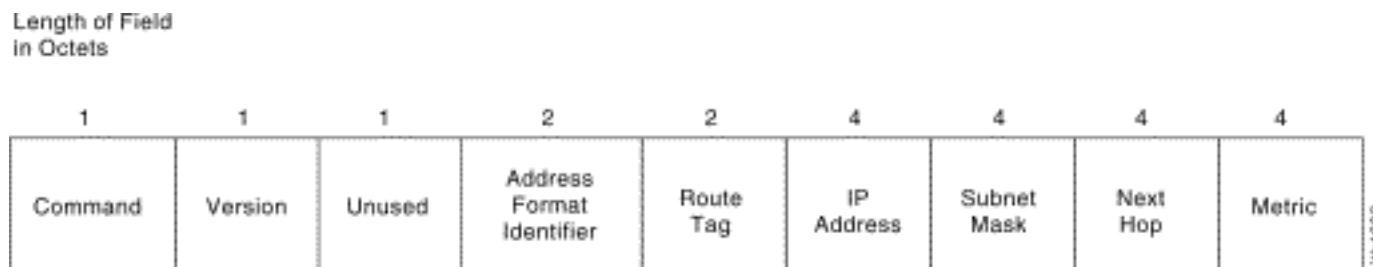 Length of Field
in Octets
1 1 1 2 2 4 4 4 4
Command
Version
Unused
Address
Format
Identifier
Route
Tag
IP
Address
Subnet
Mask
Next
Hop
Metric